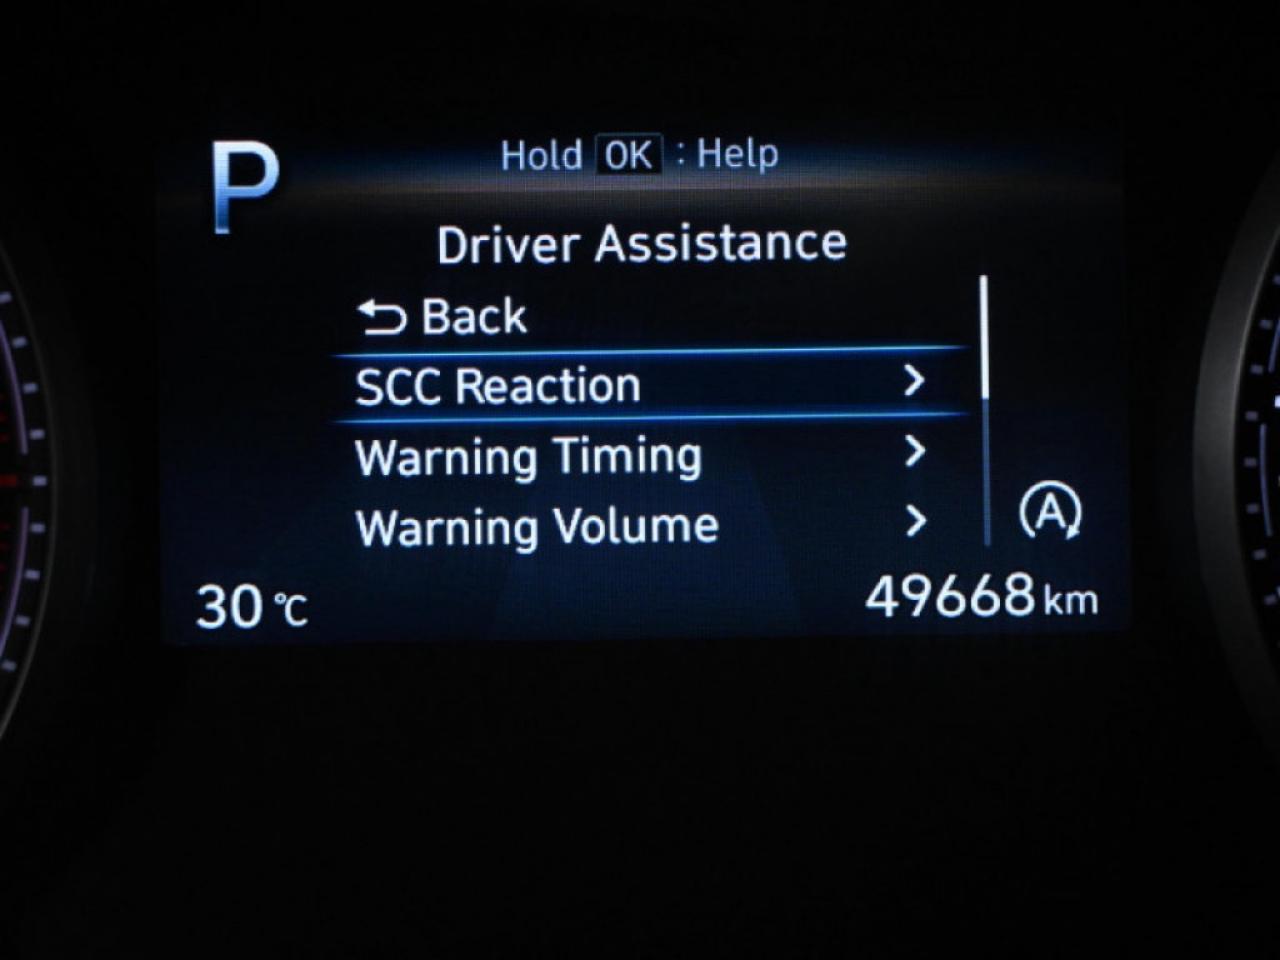 P
Hold OK : Help
Driver Assistance
Back
SCC Reaction
Warning Timing
Warning Volume
A
30 °C
49668 km